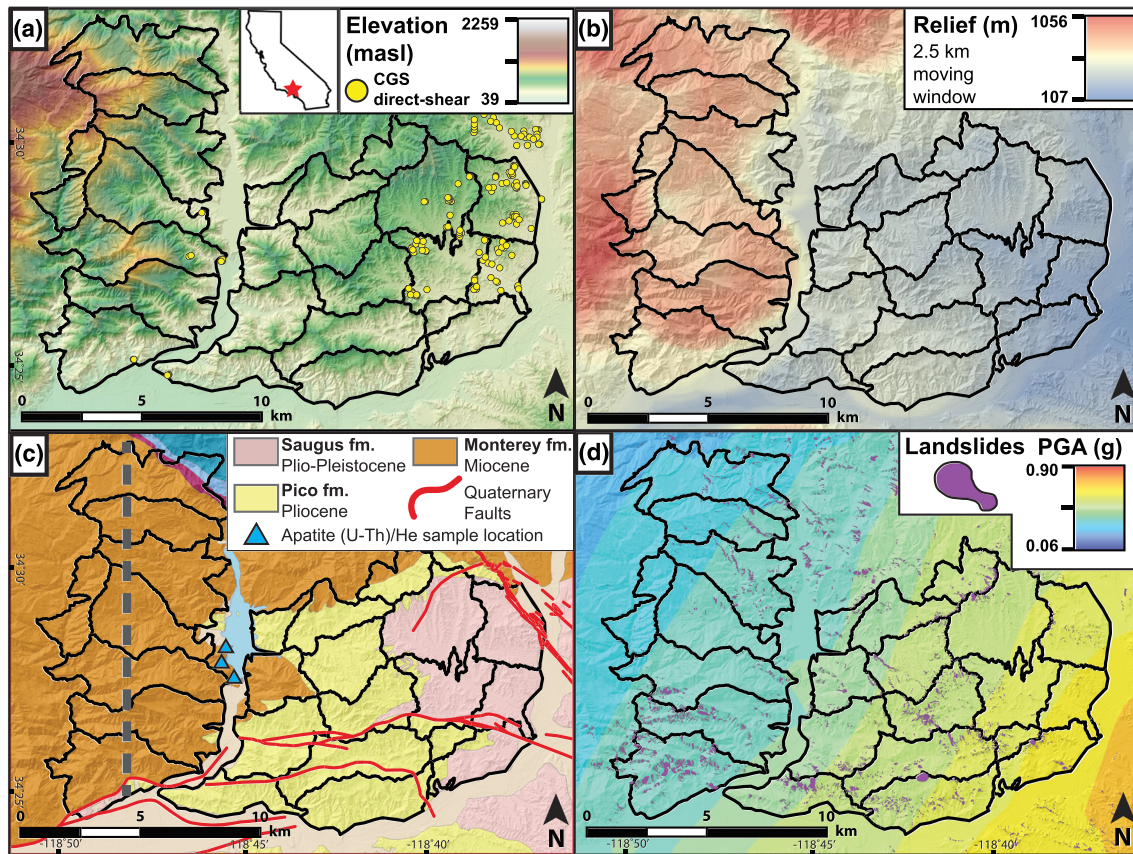 (a)
Elevation
(masl)
2259
39
CGS
direct-shear
34°30'
34°25'
0
5
10
km
N
(b)
Relief (m)
2.5 km
moving
window
1056
107
0
5
10
km
N
(c)
Saugus fm.
Plio-Pleistocene
Monterey fm.
Miocene
Pico fm.
Pliocene
Quaternary
Faults
Apatite (U-Th)/He sample location
34°30'
34°25'
0
5
10
km
N
-118°50'
-118°45'
-118°40'
(d)
Landslides
PGA (g)
0.90
0.06
0
5
10
km
N
-118°50'
-118°45'
-118°40'